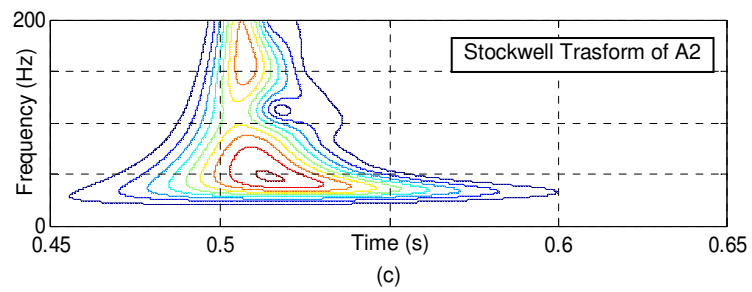 200
Stockwell Trasform of A2
Frequency (Hz)
0
0.45
0.5
Time (s)
0.6
0.65
(c)